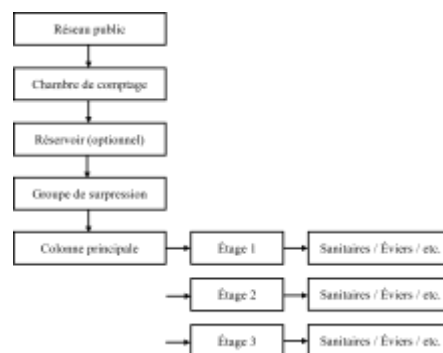 Réseau public
Chambre de comptage
Réservoir (optionnel)
Groupe de surpression
Colonne principale
Étage 1
Sanitaires / Éviers / etc.
Étage 2
Sanitaires / Éviers / etc.
Étage 3
Sanitaires / Éviers / etc.